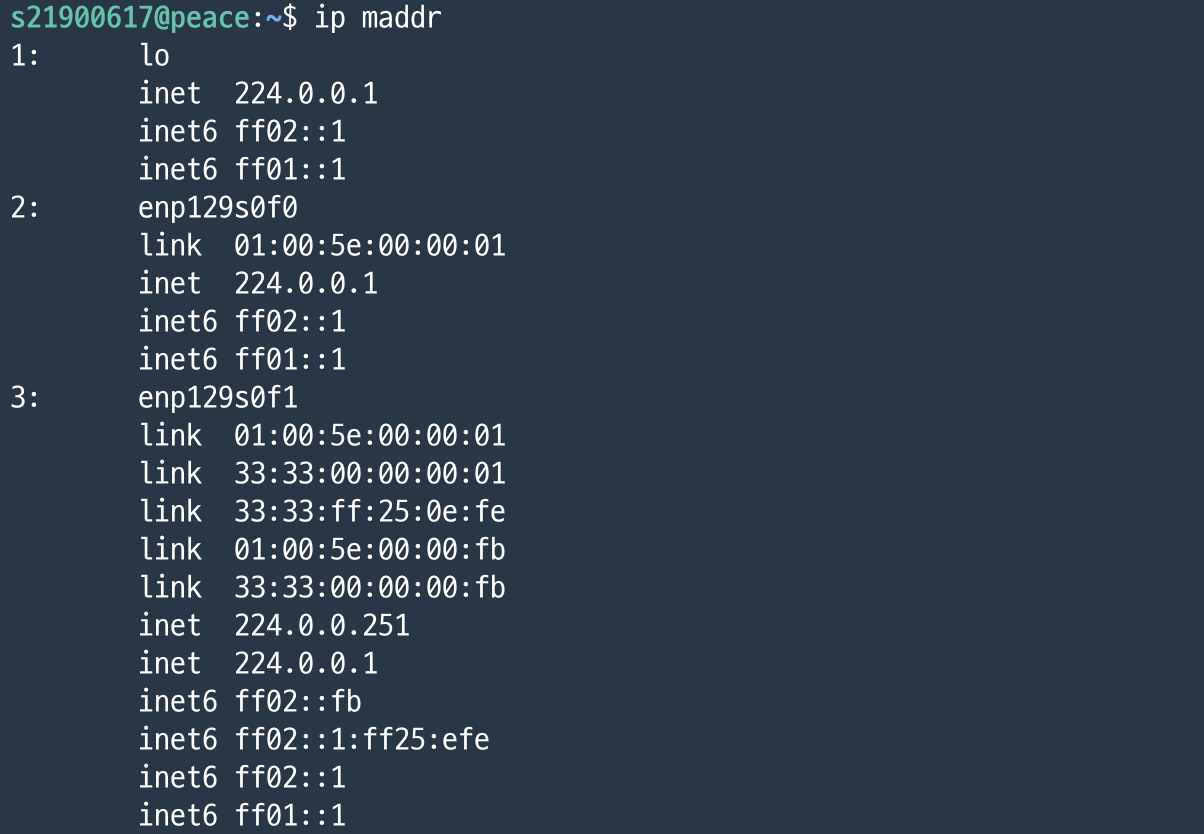 s21900617@peace:~$ ip maddr
1:      lo
        inet  224.0.0.1
        inet6 ff02::1
        inet6 ff01::1
2:      enp129s0f0
        link  01:00:5e:00:00:01
        inet  224.0.0.1
        inet6 ff02::1
        inet6 ff01::1
3:      enp129s0f1
        link  01:00:5e:00:00:01
        link  33:33:00:00:00:01
        link  33:33:ff:25:0e:fe
        link  01:00:5e:00:00:fb
        link  33:33:00:00:00:fb
        inet  224.0.0.251
        inet  224.0.0.1
        inet6 ff02::fb
        inet6 ff02::1:ff25:efe
        inet6 ff02::1
        inet6 ff01::1